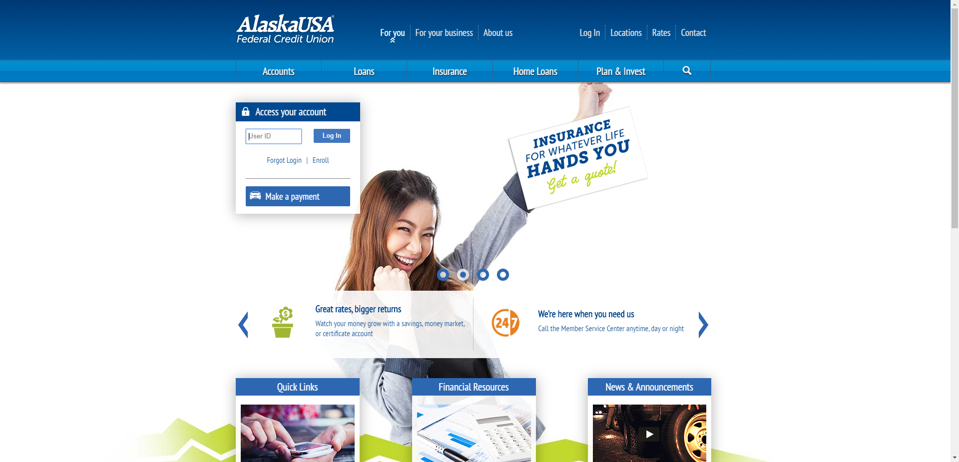 AlaskaUSA
Federal Credit Union
For you
For your business
About us
Log In
Locations
Rates
Contact
Accounts
Loans
Insurance
Home Loans
Plan & Invest
Access your account
User ID
Log In
Forgot Login | Enroll
Make a payment
INSURANCE
FOR WHATEVER LIFE
HANDS YOU
Get a quote!
Great rates, bigger returns
Watch your money grow with a savings, money market,
or certificate account
24/7
We're here when you need us
Call the Member Service Center anytime, day or night
Quick Links
Financial Resources
News & Announcements